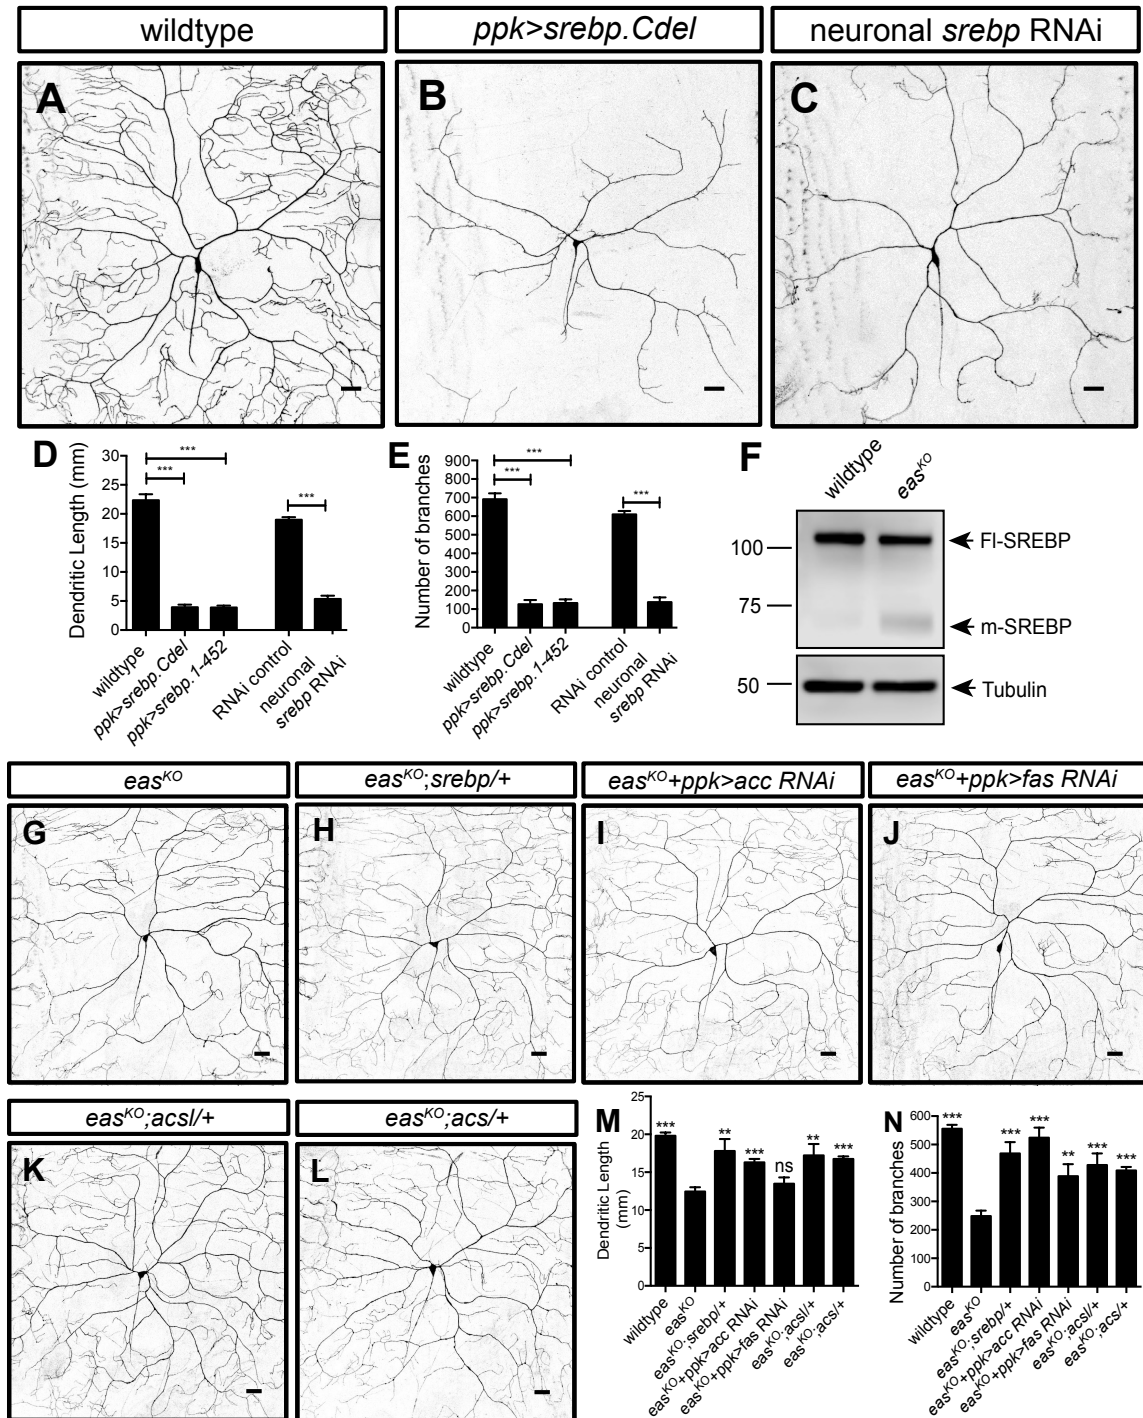 wildtype
ppk>srebp.Cdel
neuronal srebp RNAi
A
B
C
D
Dendritic Length (mm)
30
25
20
15
10
5
0
***
***
***
wildtype
ppk>srebp.Cdel
ppk>srebp.1-452
RNAi control
neuronal
srebp RNAi
E
Number of branches
900
800
700
600
500
400
300
200
100
0
***
***
***
wildtype
ppk>srebp.Cdel
ppk>srebp.1-452
RNAi control
neuronal
srebp RNAi
F
wildtype
easKO
100
75
50
Fl-SREBP
m-SREBP
Tubulin
easKO
easKO;srebp/+
easKO+ppk>acc RNAi
easKO+ppk>fas RNAi
G
H
I
J
easKO;acsl/+
easKO;acs/+
K
L
M
Dendritic Length
(mm)
25
20
15
10
5
0
***
**
***
ns
**
***
wildtype
easKO
easKO;srebp/+
easKO+ppk>acc RNAi
easKO+ppk>fas RNAi
easKO;acsl/+
easKO;acs/+
N
Number of branches
600
500
400
300
200
100
0
***
***
***
**
***
***
wildtype
easKO
easKO;srebp/+
easKO+ppk>acc RNAi
easKO+ppk>fas RNAi
easKO;acsl/+
easKO;acs/+